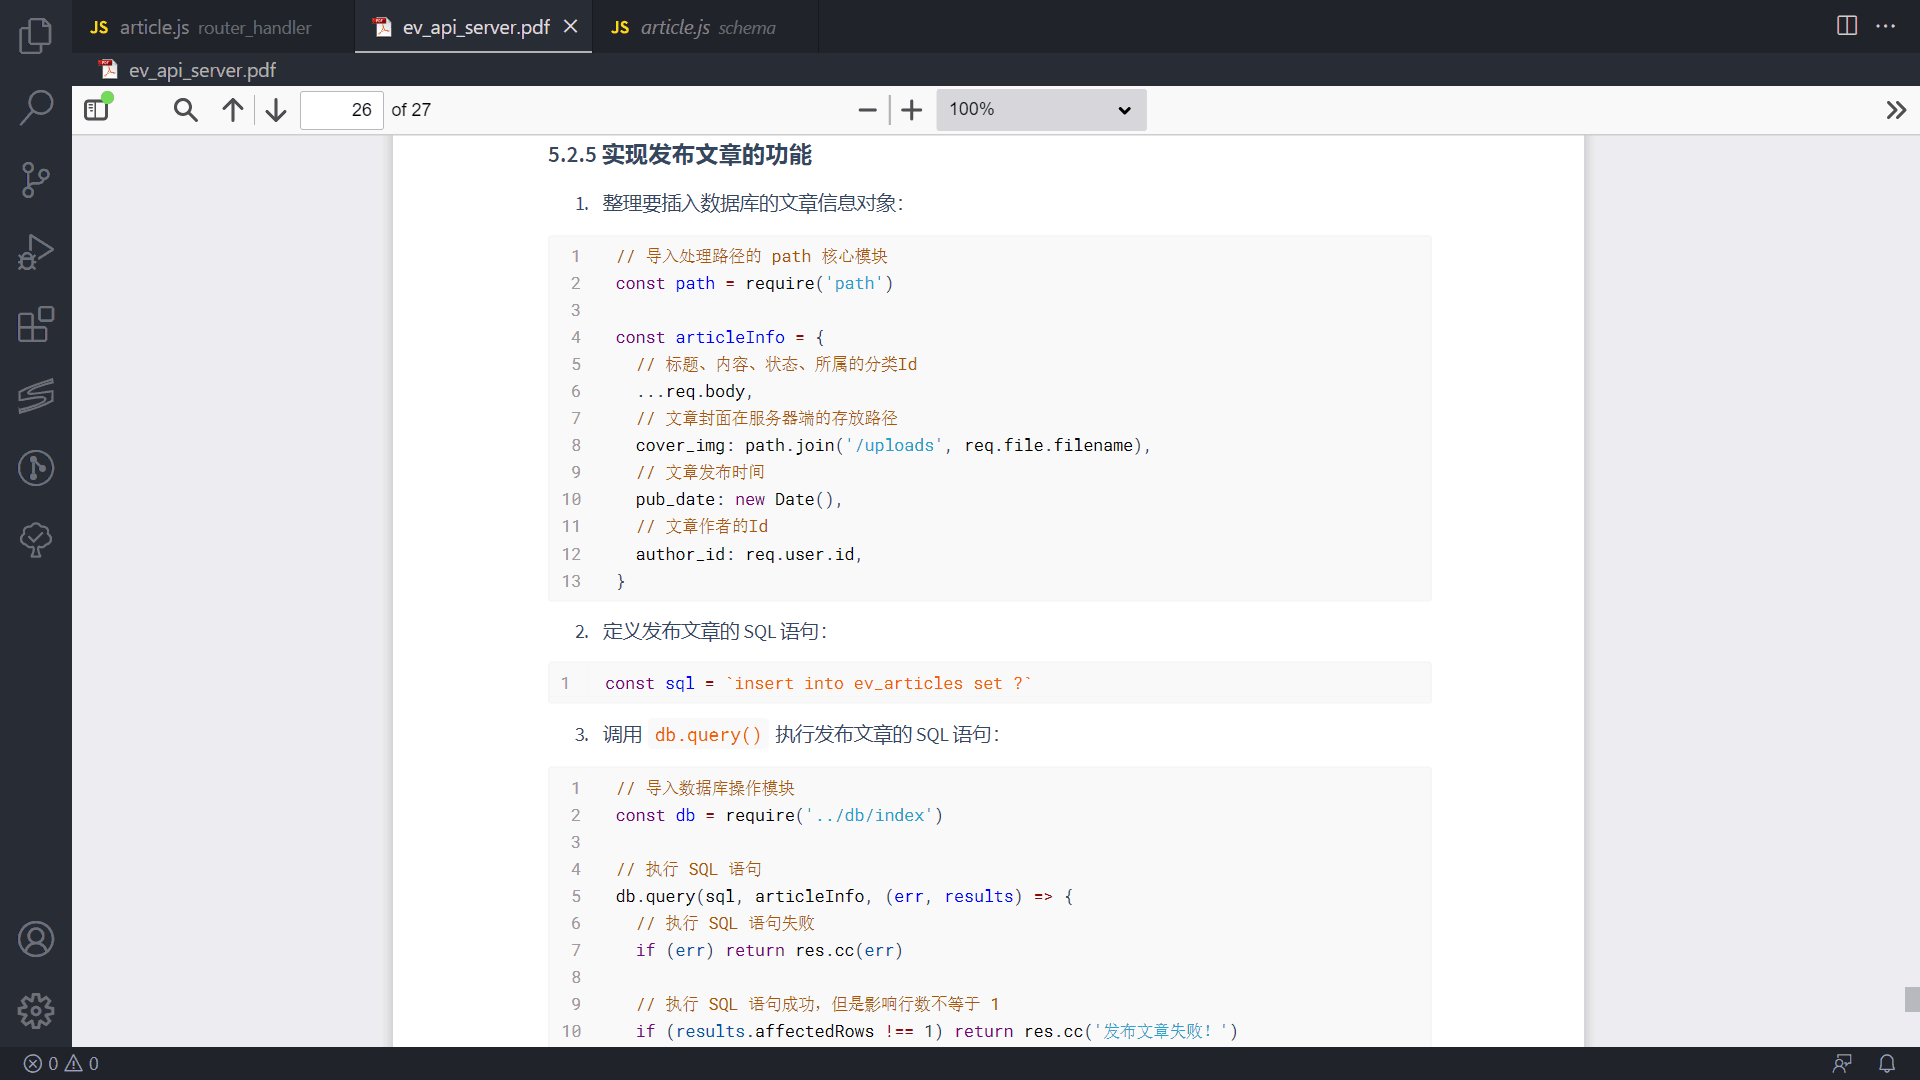 JS article.js router_handler
ev_api_server.pdf
JS article.js schema
ev_api_server.pdf
26 of 27
100%
5.2.5 实现发布文章的功能
1. 整理要插入数据库的文章信息对象：
1 // 导入处理路径的 path 核心模块
2 const path = require('path')
3
4 const articleInfo = {
5 // 标题、内容、状态、所属的分类Id
6 ...req.body,
7 // 文章封面在服务器端的存放路径
8 cover_img: path.join('/uploads', req.file.filename),
9 // 文章发布时间
10 pub_date: new Date(),
11 // 文章作者的Id
12 author_id: req.user.id,
13 }
2. 定义发布文章的 SQL 语句：
1 const sql = `insert into ev_articles set ?`
3. 调用 db.query() 执行发布文章的 SQL 语句：
1 // 导入数据库操作模块
2 const db = require('../db/index')
3
4 // 执行 SQL 语句
5 db.query(sql, articleInfo, (err, results) => {
6 // 执行 SQL 语句失败
7 if (err) return res.cc(err)
8
9 // 执行 SQL 语句成功，但是影响行数不等于 1
10 if (results.affectedRows !== 1) return res.cc('发布文章失败！')
0 0